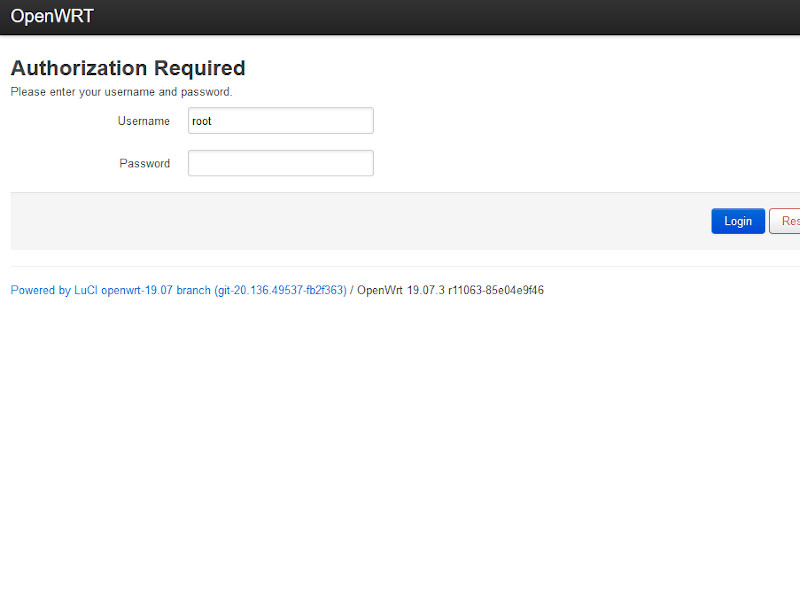 OpenWRT
Authorization Required
Please enter your username and password.
Username root
Password
Login Res
Powered by LuCI openwrt-19.07 branch (git-20.136.49537-fb2f363) / OpenWrt 19.07.3 r11063-85e04e9f46